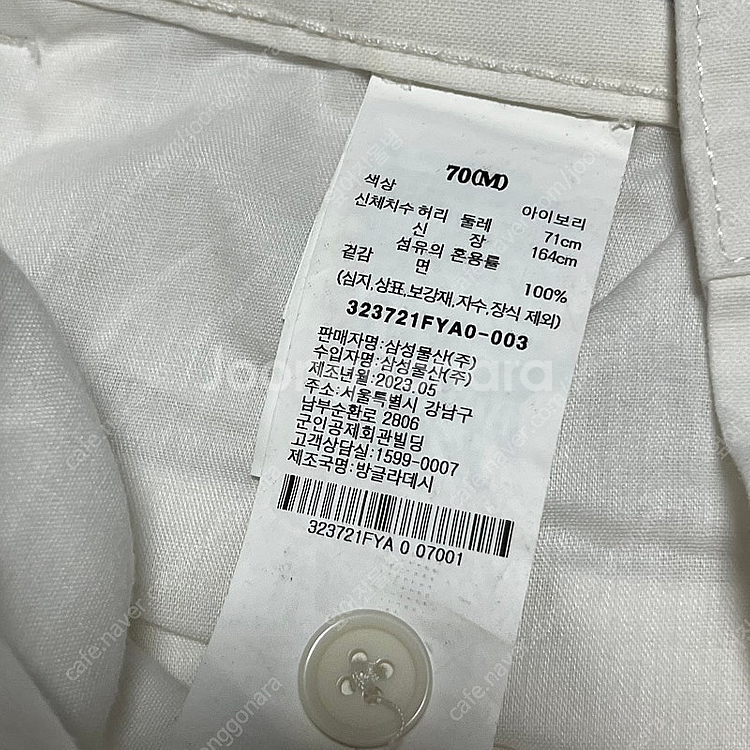 70(M)
색상 아이보리
신체치수 허리 둘레 71cm
신 장 164cm
섬유의 혼용률
겉감 면 100%
(심지,상표,보강재,자수,장식 제외)
323721FYA0-003
판매자명:삼성물산(주)
수입자명:삼성물산(주)
제조년월:2023.05
주소:서울특별시 강남구
남부순환로 2806
군인공제회관빌딩
고객상담실:1599-0007
제조국명:방글라데시
323721FYA 0 07001
Joonggonara
cafe.naver